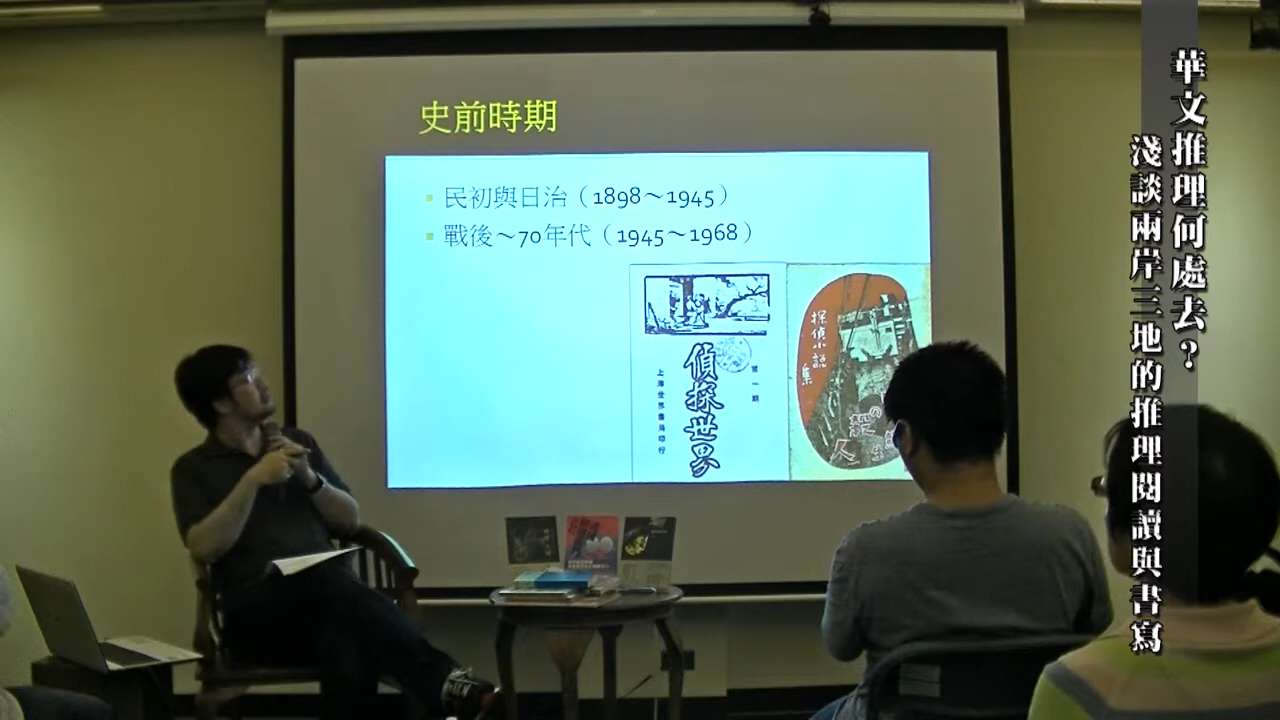 華文推理何處去？
淺談兩岸三地的推理閱讀與書寫
史前時期
民初與日治（1898～1945）
戰後～70年代（1945～1968）
第一期
偵探世界
上海世界書局印行
探偵小説集